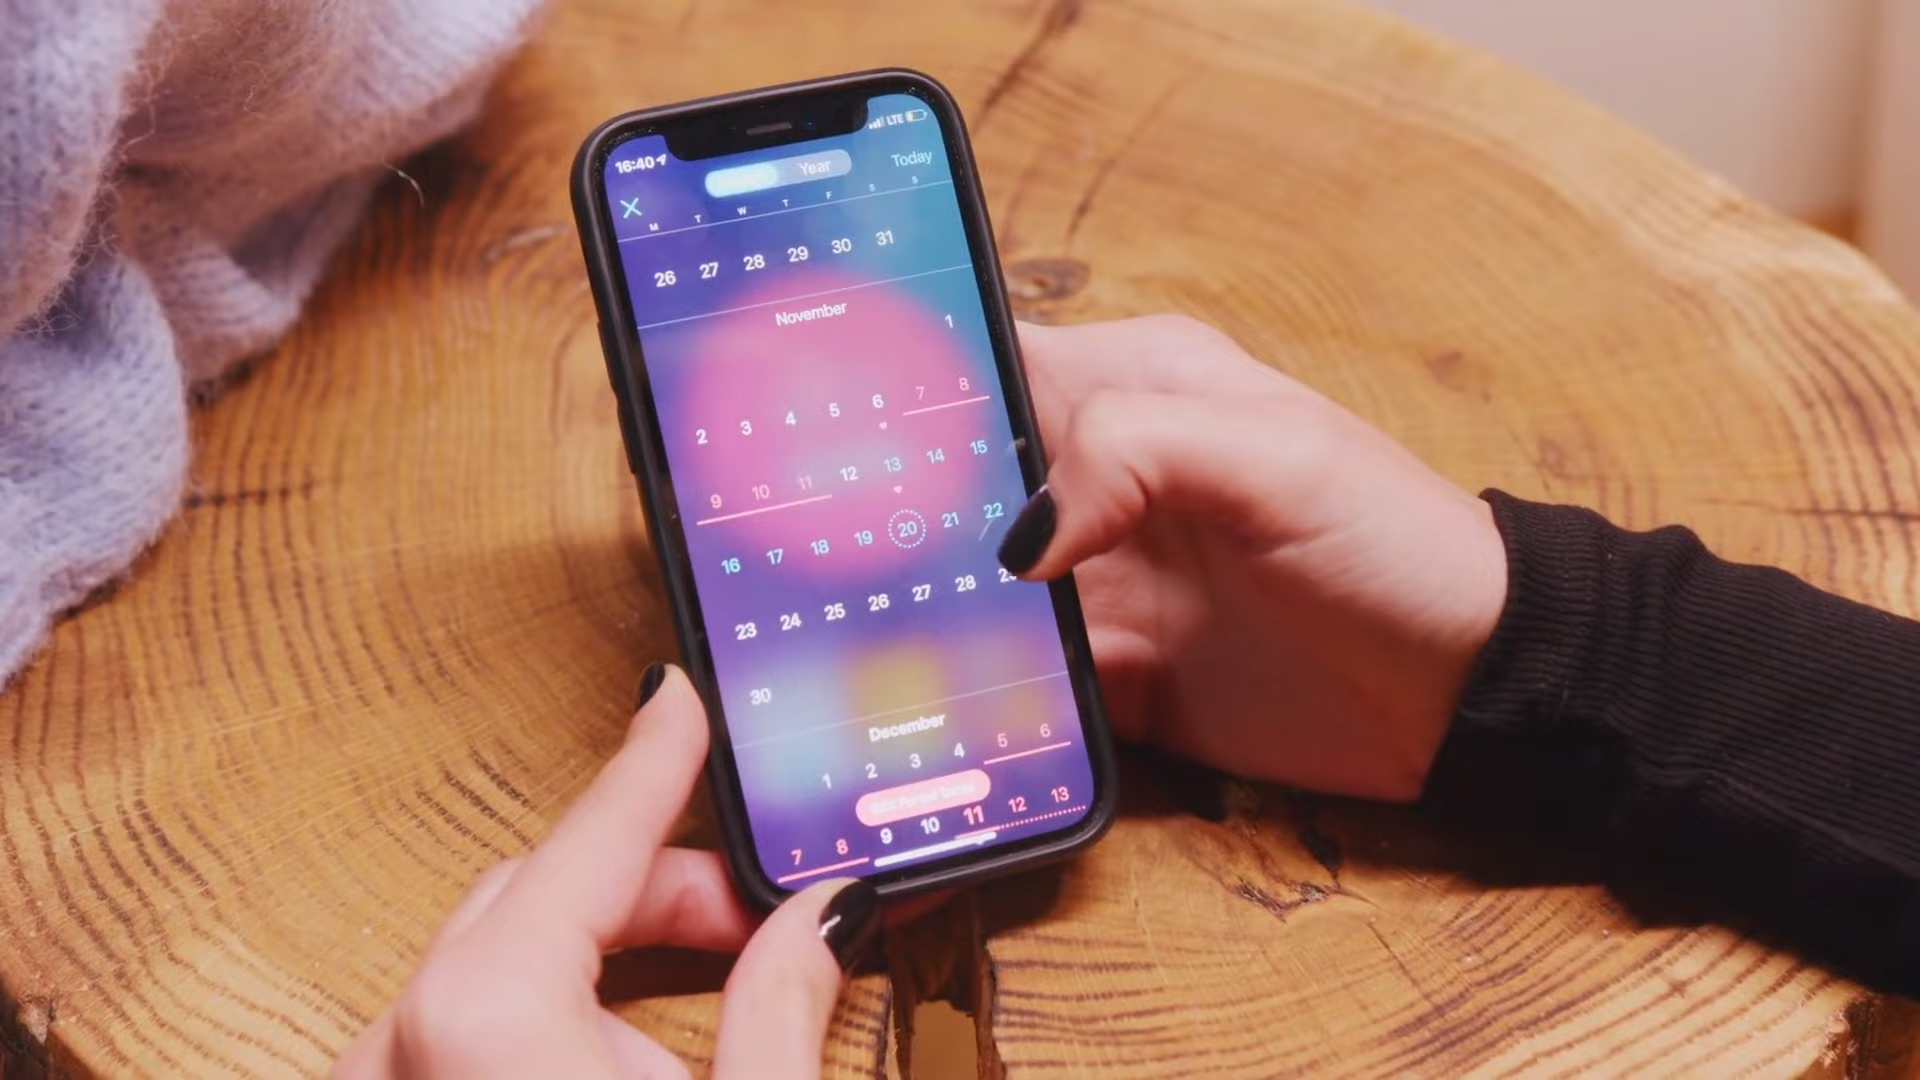 16:40 LTE
Year Today
M T W T F S S
26 27 28 29 30 31
November
1
2 3 4 5 6 7 8
9 10 11 12 13 14 15
16 17 18 19 20 21 22
23 24 25 26 27 28
30
December
1 2 3 4 5 6
7 8 9 10 11 12 13